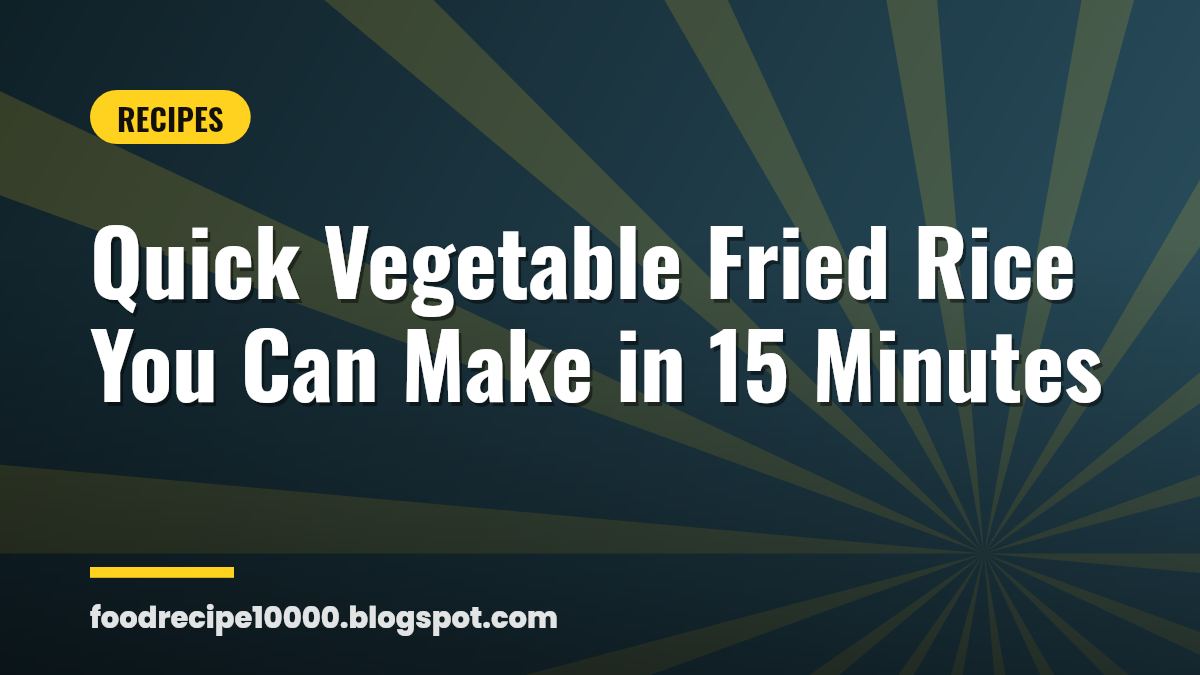 RECIPES
Quick Vegetable Fried Rice
You Can Make in 15 Minutes
foodrecipe10000.blogspot.com